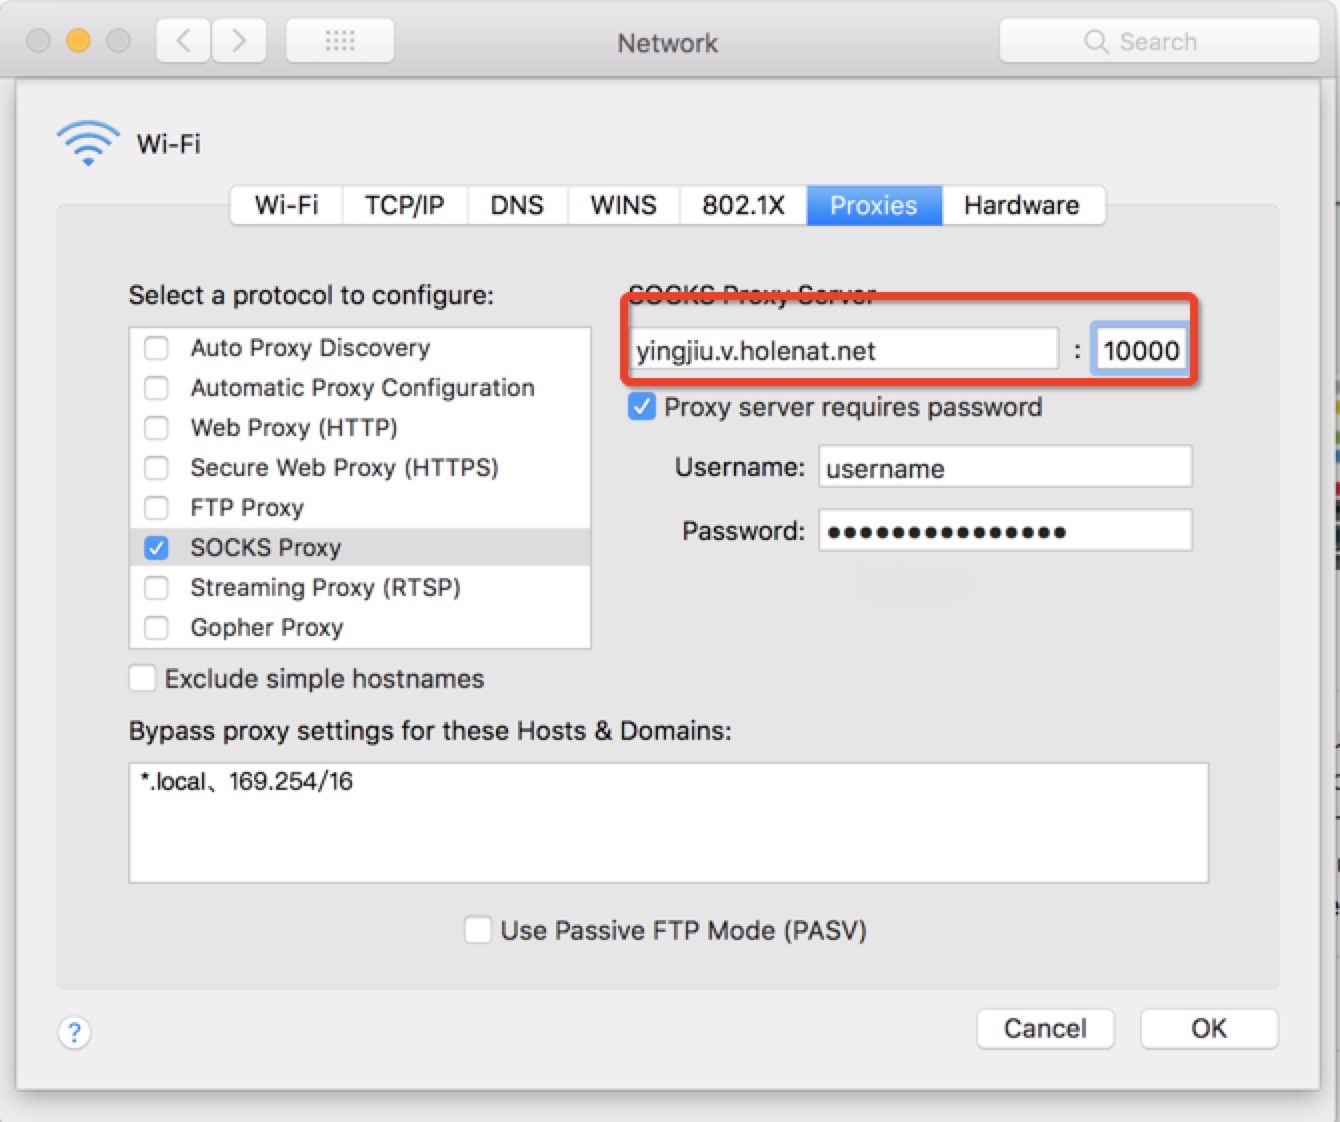 Network
Search
Wi-Fi
Wi-Fi TCP/IP DNS WINS 802.1X Proxies Hardware
Select a protocol to configure:
Auto Proxy Discovery
Automatic Proxy Configuration
Web Proxy (HTTP)
Secure Web Proxy (HTTPS)
FTP Proxy
SOCKS Proxy
Streaming Proxy (RTSP)
Gopher Proxy
Exclude simple hostnames
SOCKS Proxy Server
yingjiu.v.holenat.net : 10000
Proxy server requires password
Username: username
Password: •••••••••••••••
Bypass proxy settings for these Hosts & Domains:
*.local、169.254/16
Use Passive FTP Mode (PASV)
?
Cancel
OK